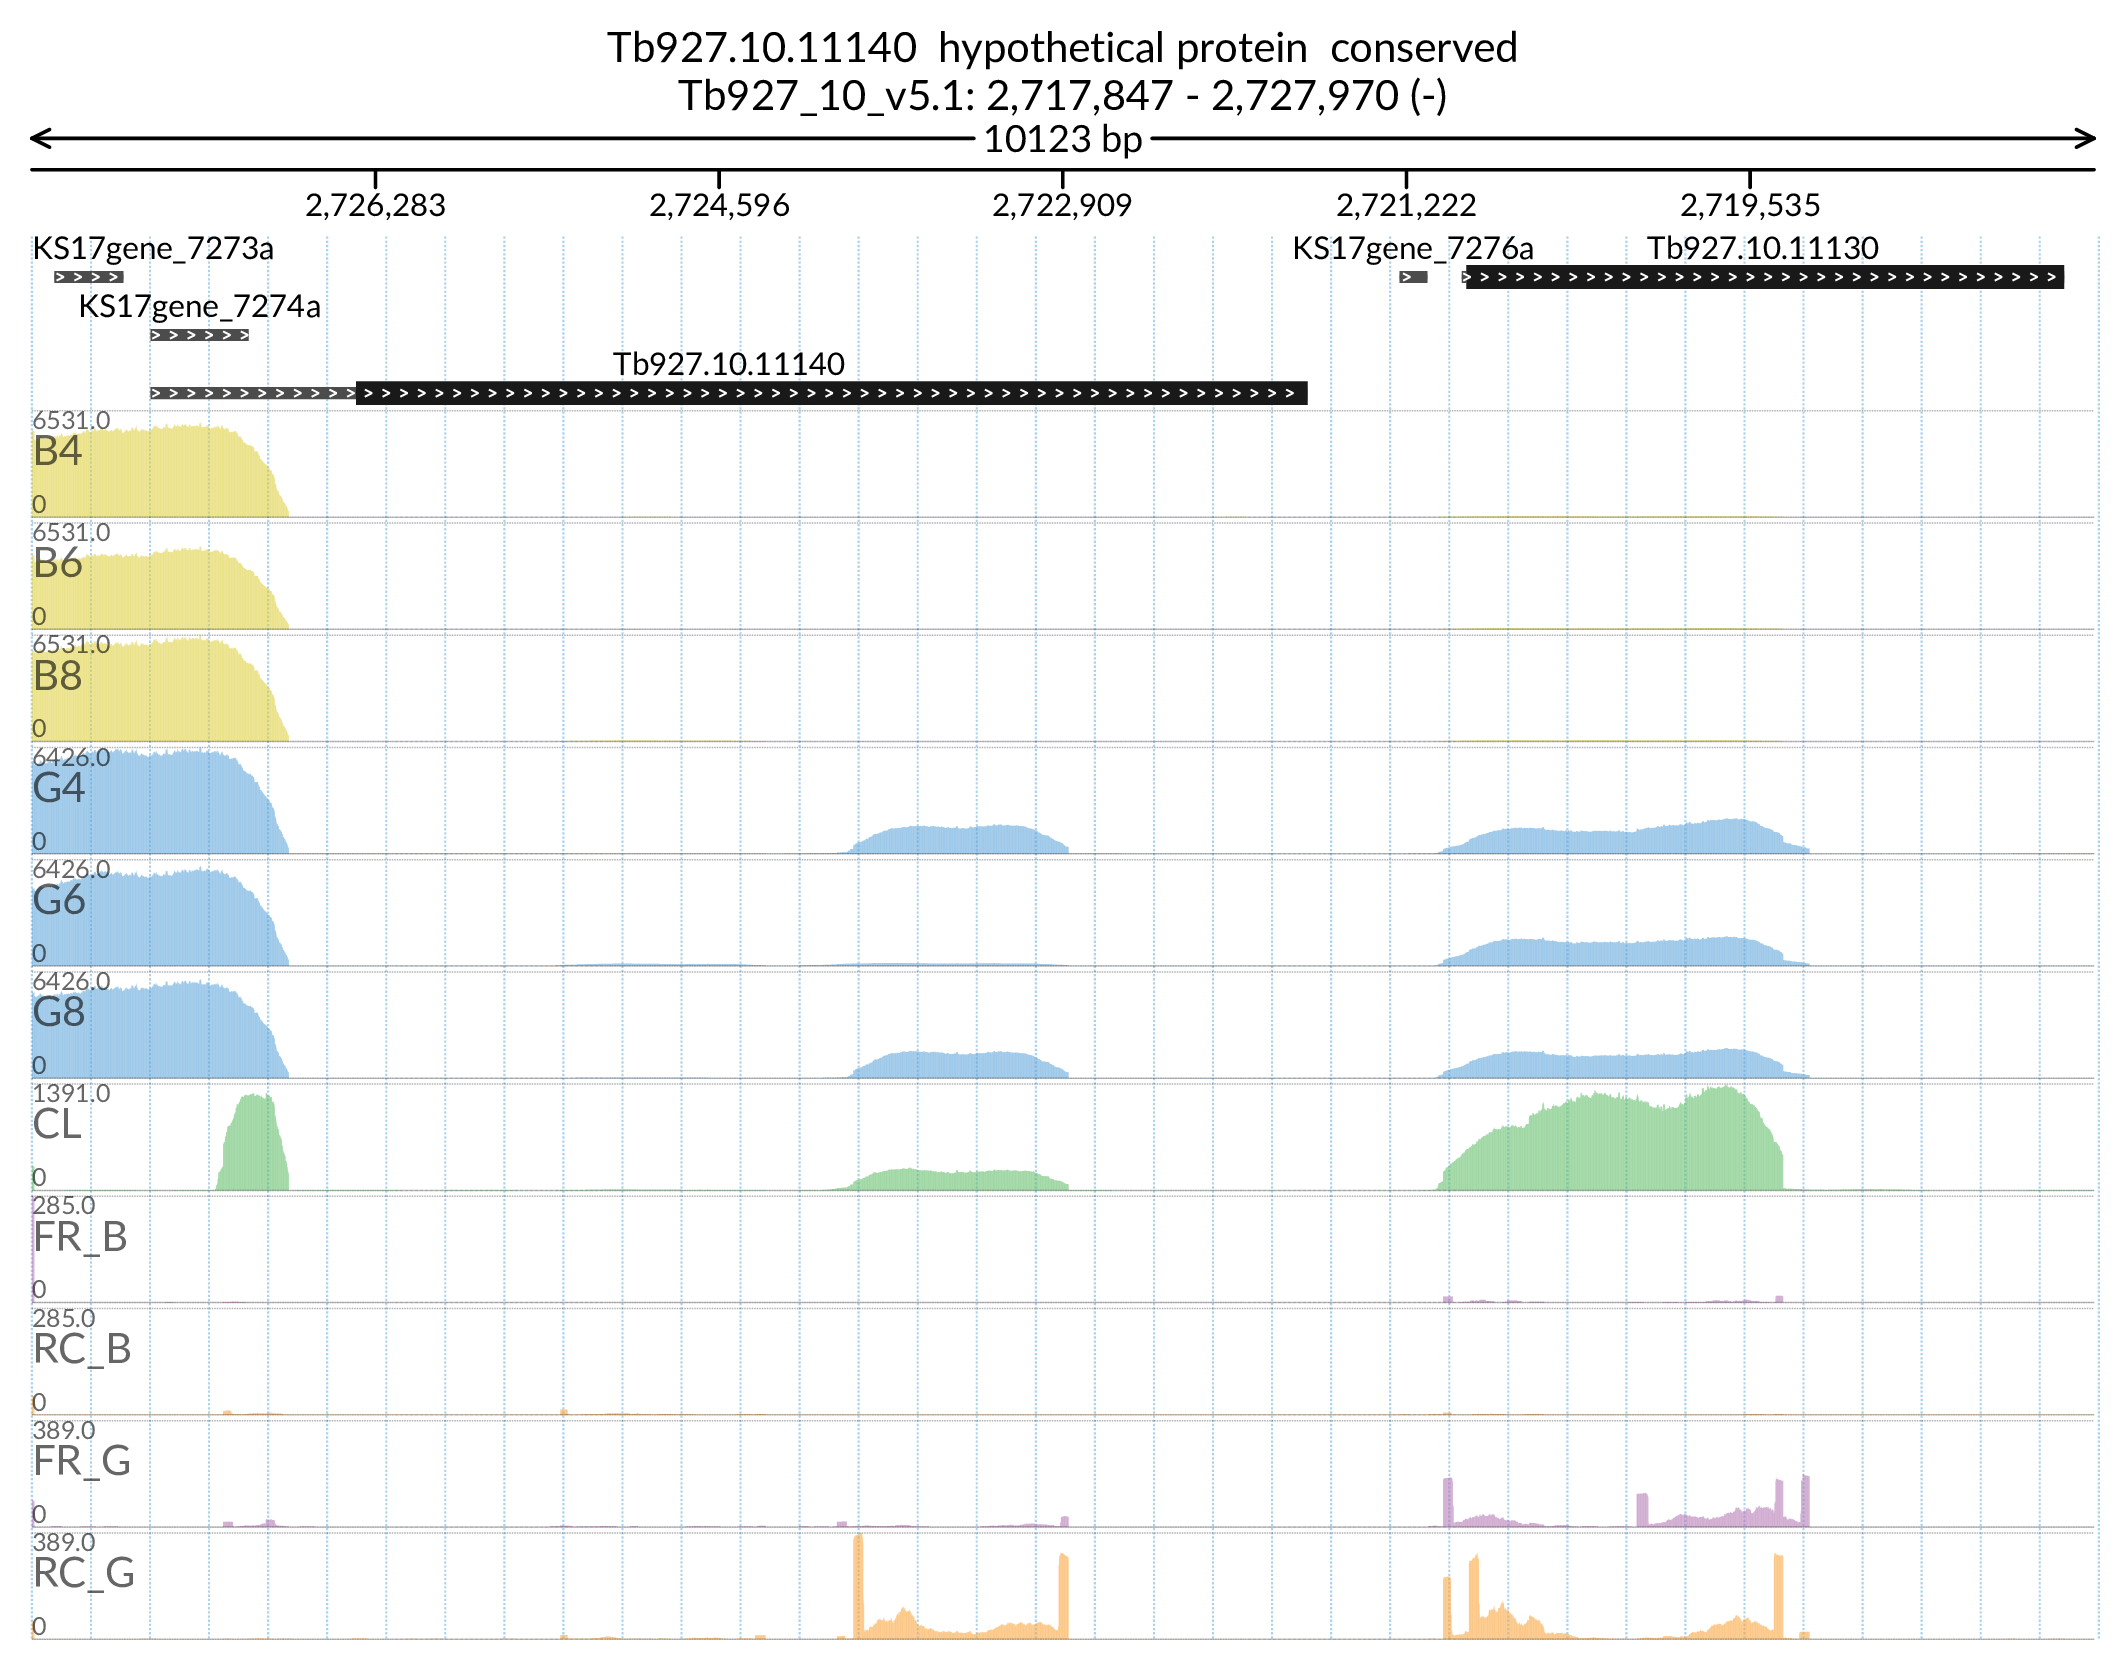 Tb927.10.11140 hypothetical protein conserved
Tb927_10_v5.1: 2,717,847 - 2,727,970 (-)
10123 bp
2,726,283 2,724,596 2,722,909 2,721,222 2,719,535
KS17gene_7273a KS17gene_7276a Tb927.10.11130
KS17gene_7274a
Tb927.10.11140
6531.0
B4
0
6531.0
B6
0
6531.0
B8
0
6426.0
G4
0
6426.0
G6
0
6426.0
G8
0
1391.0
CL
0
285.0
FR_B
0
285.0
RC_B
0
389.0
FR_G
0
389.0
RC_G
0